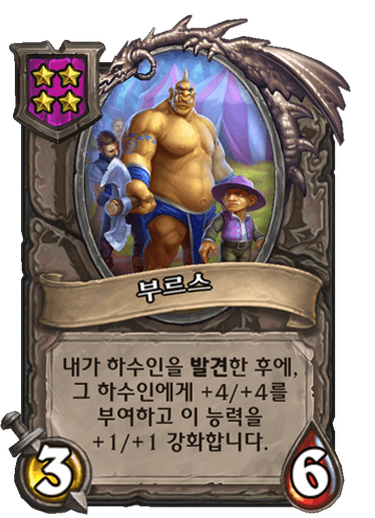 부르스
내가 하수인을 발견한 후에,
그 하수인에게 +4/+4를
부여하고 이 능력을
+1/+1 강화합니다.
3
6